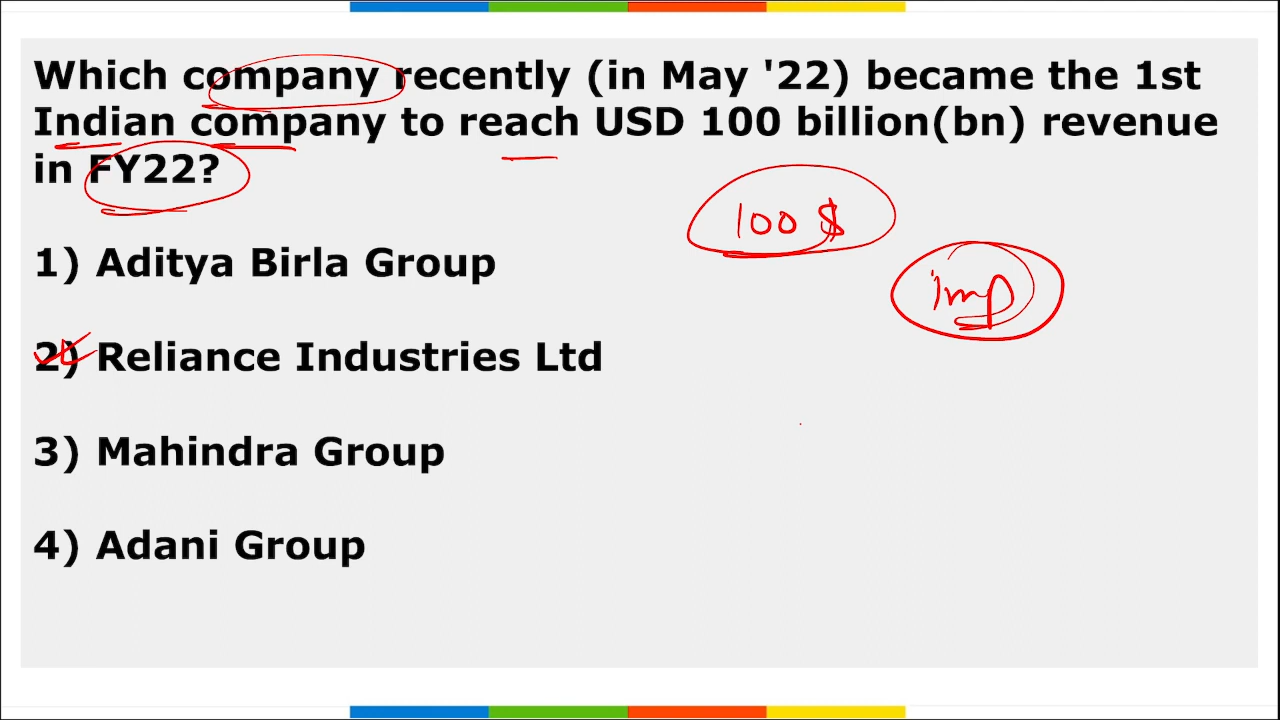 Which company recently (in May '22) became the 1st
Indian company to reach USD 100 billion(bn) revenue
in FY22?
100 $
imp
1) Aditya Birla Group
2) Reliance Industries Ltd
3) Mahindra Group
4) Adani Group